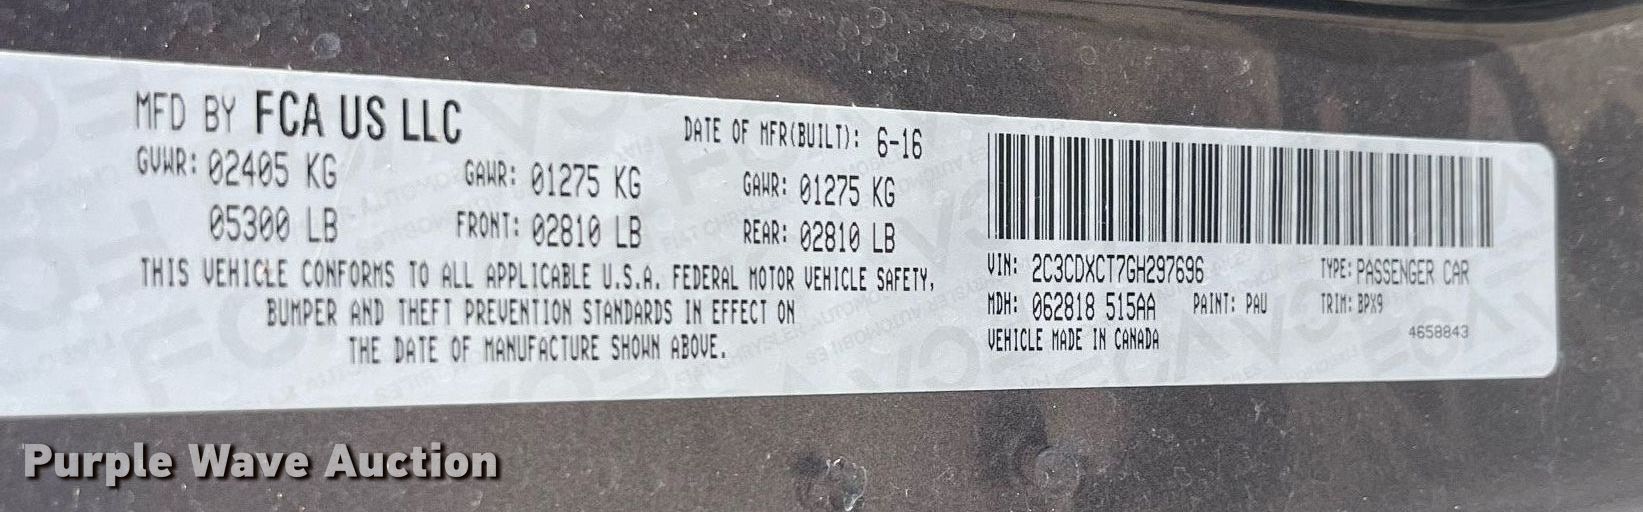 MFD BY FCA US LLC
DATE OF MFR(BUILT): 6-16
GVWR: 02405 KG
GAWR: 01275 KG
GAWR: 01275 KG
05300 LB
FRONT: 02810 LB
REAR: 02810 LB
THIS VEHICLE CONFORMS TO ALL APPLICABLE U.S.A. FEDERAL MOTOR VEHICLE SAFETY,
BUMPER AND THEFT PREVENTION STANDARDS IN EFFECT ON
THE DATE OF MANUFACTURE SHOWN ABOVE.
VIN: 2C3CDXCT7GH297696
TYPE: PASSENGER CAR
MDH: 062818 515AA
PAINT: PAU
TRIM: BPX9
VEHICLE MADE IN CANADA
4658843
Purple Wave Auction